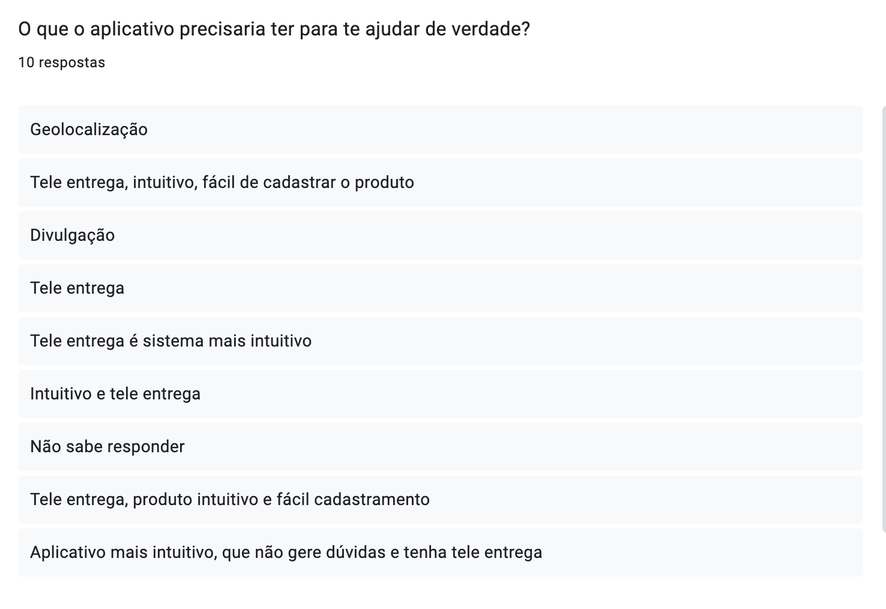 O que o aplicativo precisaria ter para te ajudar de verdade?
10 respostas
Geolocalização
Tele entrega, intuitivo, fácil de cadastrar o produto
Divulgação
Tele entrega
Tele entrega é sistema mais intuitivo
Intuitivo e tele entrega
Não sabe responder
Tele entrega, produto intuitivo e fácil cadastramento
Aplicativo mais intuitivo, que não gere dúvidas e tenha tele entrega